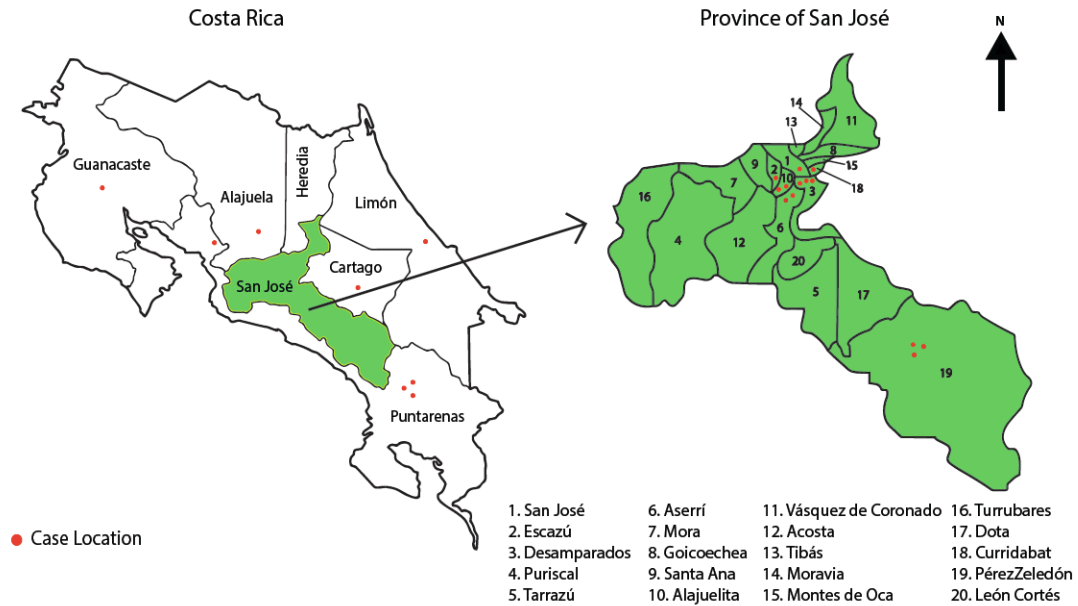 Costa Rica
Province of San José
N
Guanacaste
Alajuela
Heredia
Limón
San José
Cartago
Puntarenas
14
11
13
8
1
15
9
2
10
18
7
3
16
6
4
12
20
5
17
19
Case Location
1. San José
2. Escazú
3. Desamparados
4. Puriscal
5. Tarrazú
6. Aserrí
7. Mora
8. Goicoechea
9. Santa Ana
10. Alajuelita
11. Vásquez de Coronado
12. Acosta
13. Tibás
14. Moravia
15. Montes de Oca
16. Turrubares
17. Dota
18. Curridabat
19. PérezZeledón
20. León Cortés